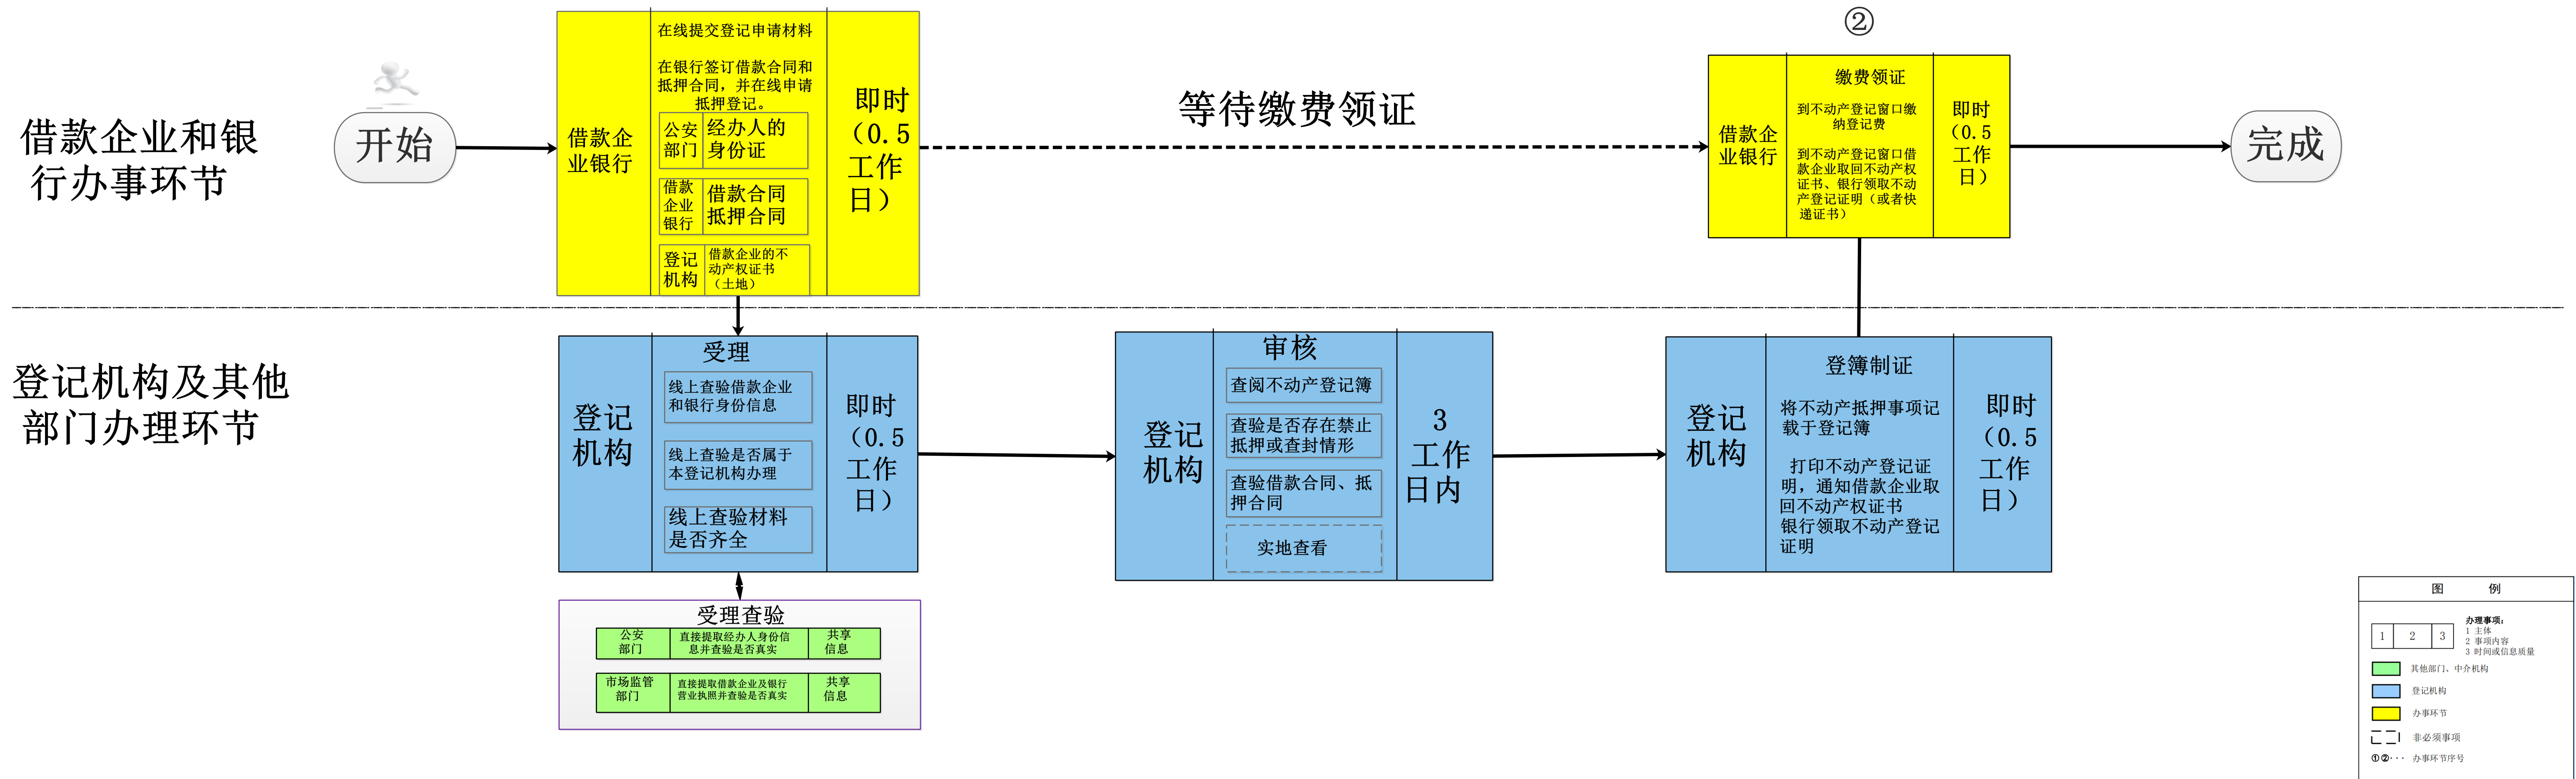 借款企业和银
行办事环节
开始
借款企
业银行
在线提交登记申请材料
在银行签订借款合同和
抵押合同，并在线申请
抵押登记。
公安
部门
经办人的
身份证
借款
企业
银行
借款合同
抵押合同
登记
机构
借款企业的不
动产权证书
（土地）
即时
（0.5
工作
日）
等待缴费领证
②
借款企
业银行
缴费领证
到不动产登记窗口缴
纳登记费
到不动产登记窗口借
款企业取回不动产权
证书、银行领取不动
产登记证明（或者快
递证书）
即时
（0.5
工作
日）
完成
登记机构及其他
部门办理环节
登记
机构
受理
线上查验借款企业
和银行身份信息
线上查验是否属于
本登记机构办理
线上查验材料
是否齐全
即时
（0.5
工作
日）
登记
机构
审核
查阅不动产登记簿
查验是否存在禁止
抵押或查封情形
查验借款合同、抵
押合同
实地查看
3
工作
日内
登记
机构
登簿制证
将不动产抵押事项记
载于登记簿
打印不动产登记证
明，通知借款企业取
回不动产权证书
银行领取不动产登记
证明
即时
（0.5
工作
日）
受理查验
公安
部门
直接提取经办人身份信
息并查验是否真实
共享
信息
市场监管
部门
直接提取借款企业及银行
营业执照并查验是否真实
共享
信息
图 例
1 2 3
办理事项：
1 主体
2 事项内容
3 时间或信息质量
其他部门、中介机构
登记机构
办事环节
非必须事项
①②··· 办事环节序号